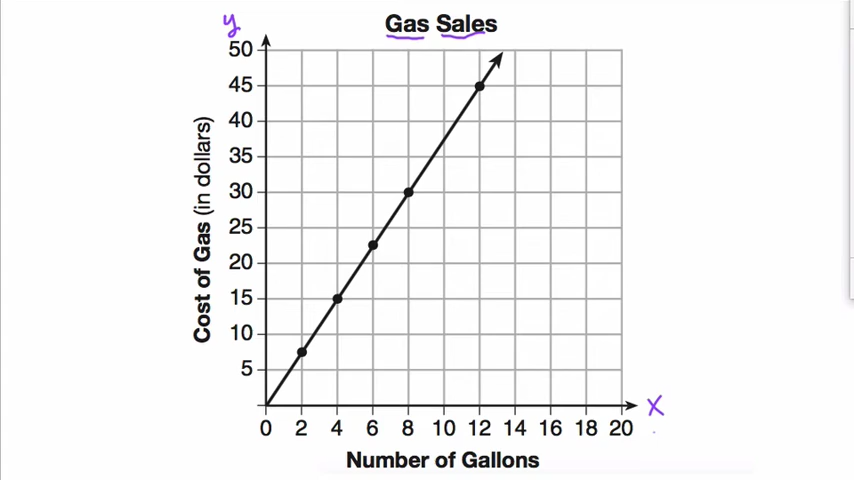 y
Gas Sales
50
45
40
35
30
25
20
15
10
5
Cost of Gas (in dollars)
0 2 4 6 8 10 12 14 16 18 20
x
Number of Gallons